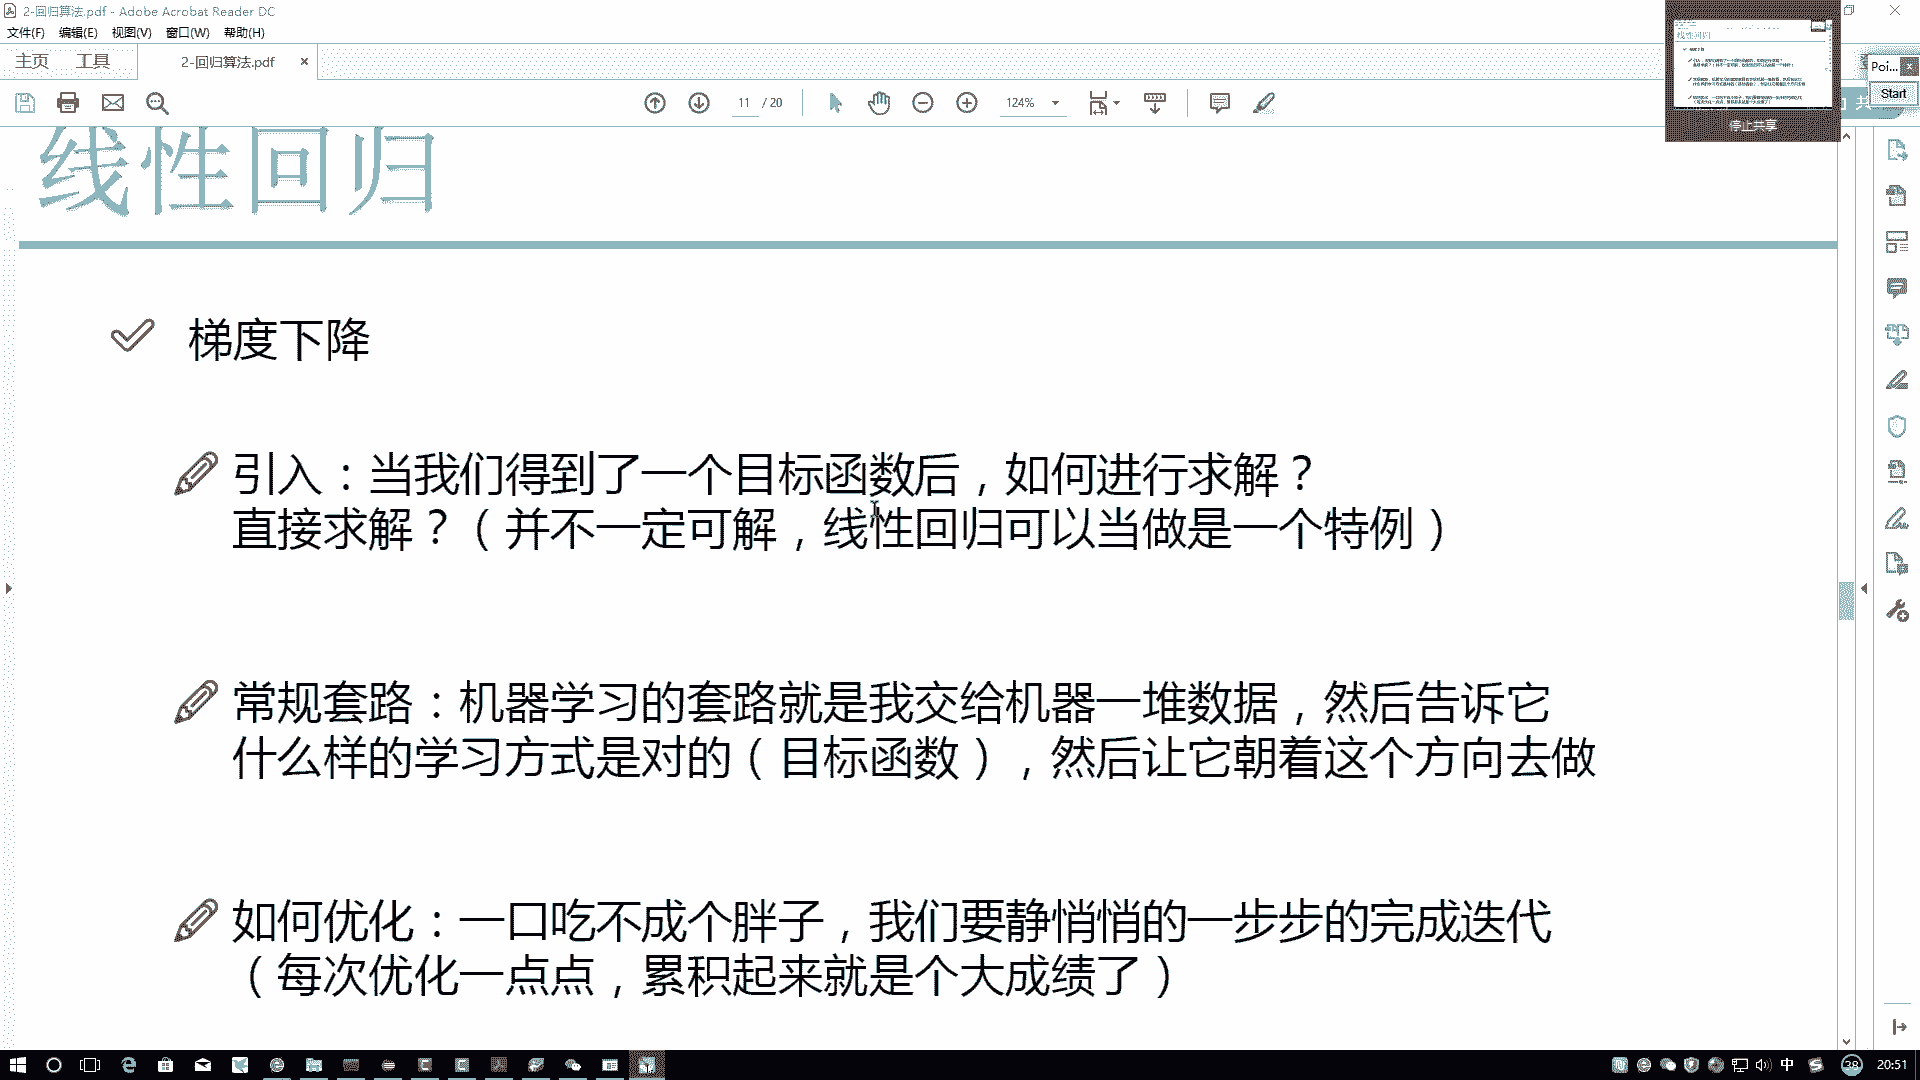 2-回归算法.pdf - Adobe Acrobat Reader DC
文件(F) 编辑(E) 视图(V) 窗口(W) 帮助(H)
主页 工具 2-回归算法.pdf ×
11 / 20 124%
Poi...
Start
共
停止共享
线性回归
梯度下降
引入：当我们得到了一个目标函数后，如何进行求解？
直接求解？（并不一定可解，线性回归可以当做是一个特例）
常规套路：机器学习的套路就是我交给机器一堆数据，然后告诉它
什么样的学习方式是对的（目标函数），然后让它朝着这个方向去做
如何优化：一口吃不成个胖子，我们要静悄悄的一步步的完成迭代
（每次优化一点点，累积起来就是个大成绩了）
中 38 20:51